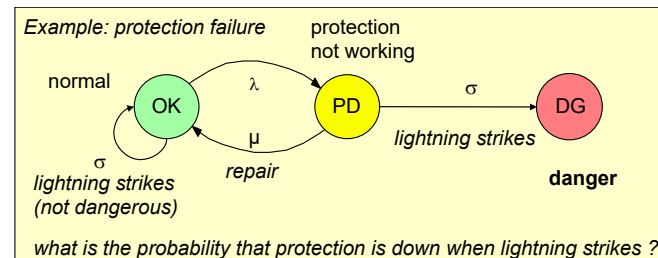 Example: protection failure
protection
not working
normal
λ
σ
OK
PD
DG
μ
σ
lightning strikes
repair
lightning strikes
(not dangerous)
danger
what is the probability that protection is down when lightning strikes ?